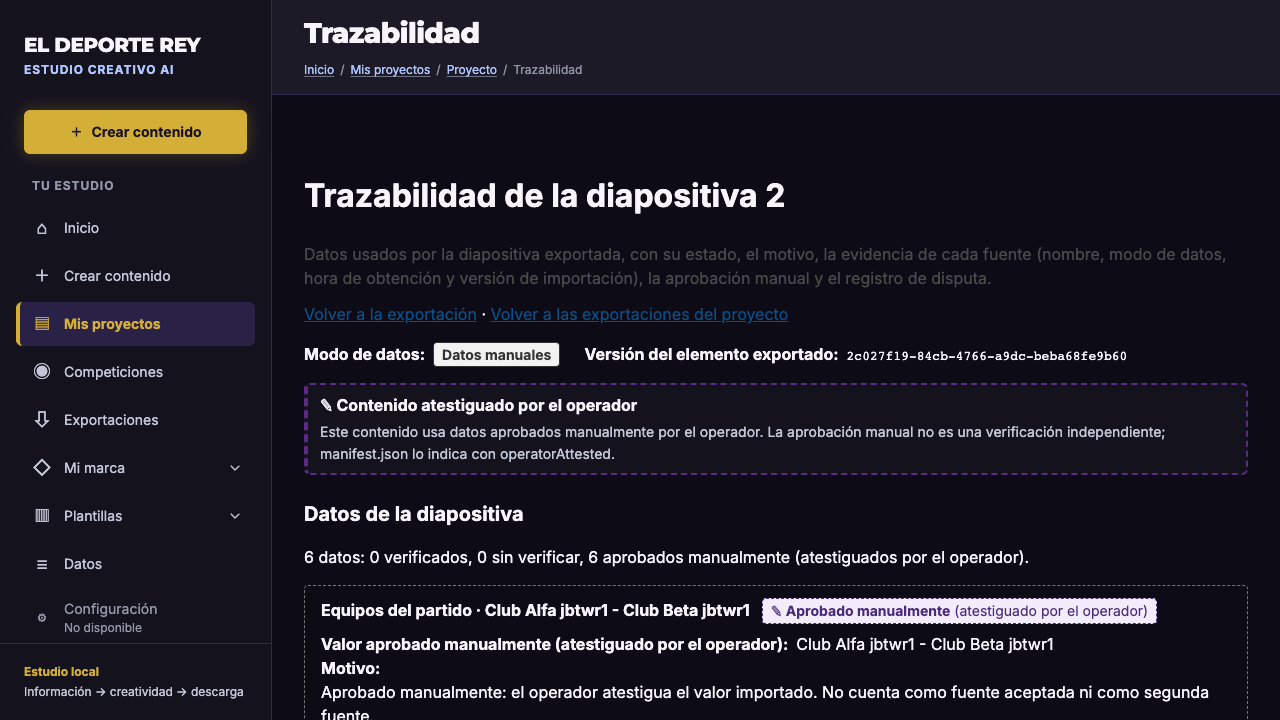 EL DEPORTE REY
ESTUDIO CREATIVO AI
+ Crear contenido
TU ESTUDIO
Inicio
Crear contenido
Mis proyectos
Competiciones
Exportaciones
Mi marca
Plantillas
Datos
Configuración
No disponible
Estudio local
Información → creatividad → descarga
Trazabilidad
Inicio / Mis proyectos / Proyecto / Trazabilidad
Trazabilidad de la diapositiva 2
Datos usados por la diapositiva exportada, con su estado, el motivo, la evidencia de cada fuente (nombre, modo de datos,
hora de obtención y versión de importación), la aprobación manual y el registro de disputa.
Volver a la exportación · Volver a las exportaciones del proyecto
Modo de datos: Datos manuales Versión del elemento exportado: 2c027f19-84cb-4766-a9dc-beba68fe9b60
✎ Contenido atestiguado por el operador
Este contenido usa datos aprobados manualmente por el operador. La aprobación manual no es una verificación independiente;
manifest.json lo indica con operatorAttested.
Datos de la diapositiva
6 datos: 0 verificados, 0 sin verificar, 6 aprobados manualmente (atestiguados por el operador).
Equipos del partido · Club Alfa jbtwr1 - Club Beta jbtwr1 ✎ Aprobado manualmente (atestiguado por el operador)
Valor aprobado manualmente (atestiguado por el operador): Club Alfa jbtwr1 - Club Beta jbtwr1
Motivo:
Aprobado manualmente: el operador atestigua el valor importado. No cuenta como fuente aceptada ni como segunda
fuente.